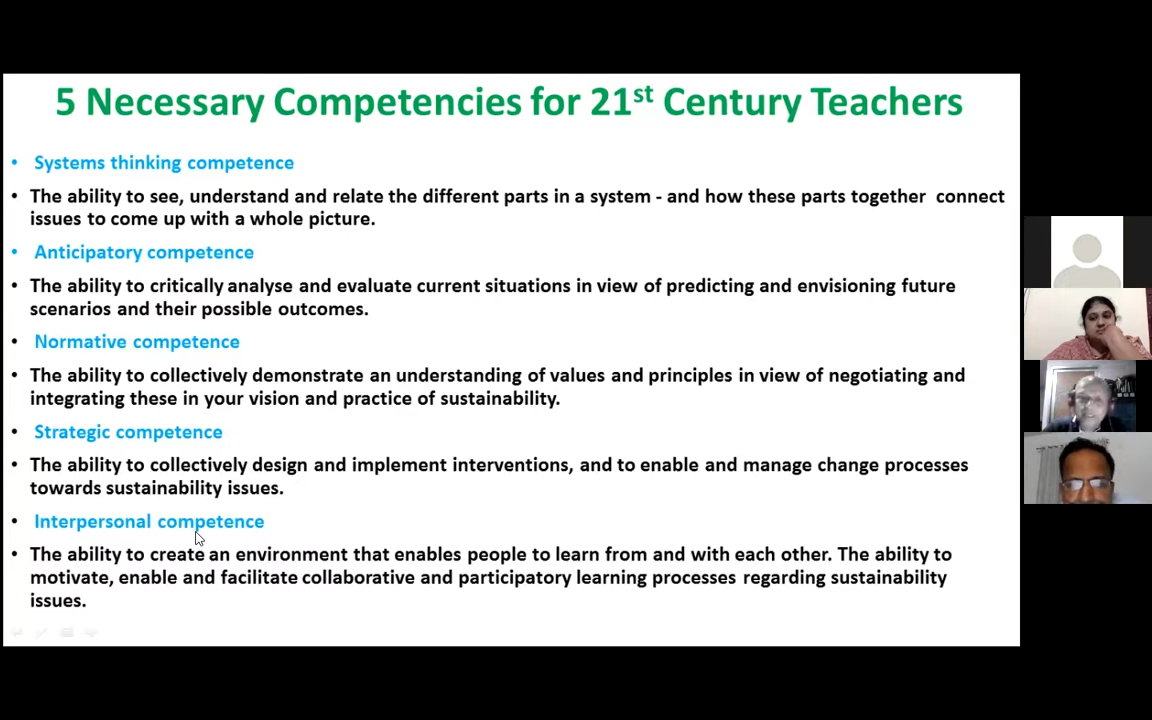 5 Necessary Competencies for 21st Century Teachers
• Systems thinking competence
• The ability to see, understand and relate the different parts in a system - and how these parts together connect
issues to come up with a whole picture.
• Anticipatory competence
• The ability to critically analyse and evaluate current situations in view of predicting and envisioning future
scenarios and their possible outcomes.
• Normative competence
• The ability to collectively demonstrate an understanding of values and principles in view of negotiating and
integrating these in your vision and practice of sustainability.
• Strategic competence
• The ability to collectively design and implement interventions, and to enable and manage change processes
towards sustainability issues.
• Interpersonal competence
• The ability to create an environment that enables people to learn from and with each other. The ability to
motivate, enable and facilitate collaborative and participatory learning processes regarding sustainability
issues.